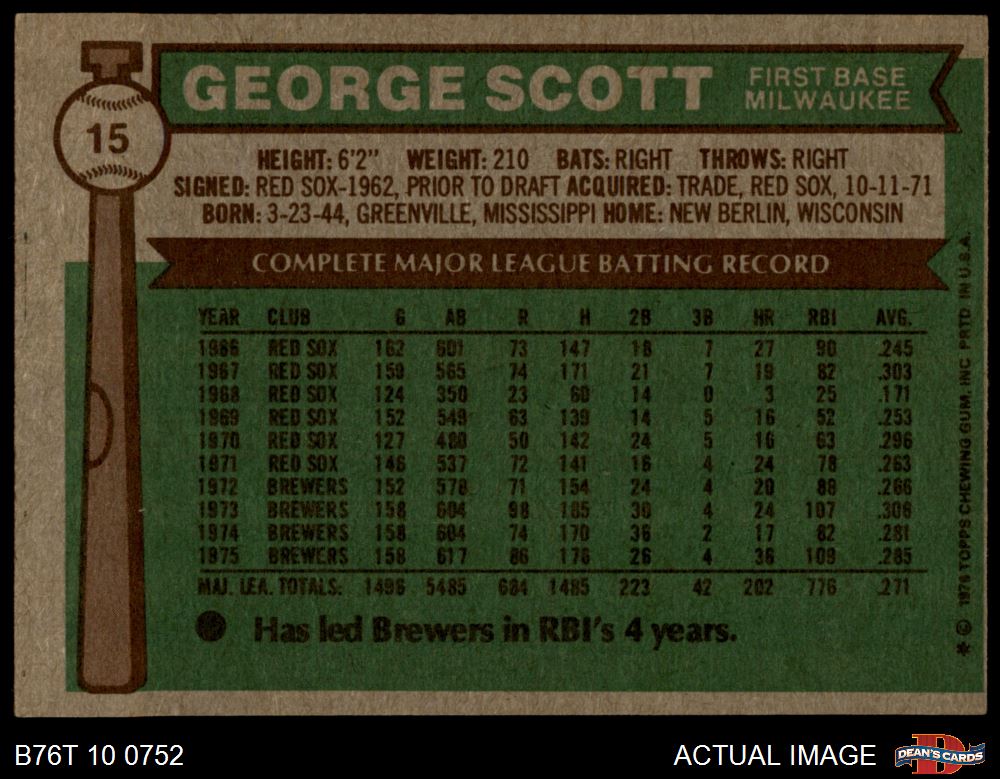 15
GEORGE SCOTT
FIRST BASE
MILWAUKEE
HEIGHT: 6'2" WEIGHT: 210 BATS: RIGHT THROWS: RIGHT
SIGNED: RED SOX-1962, PRIOR TO DRAFT ACQUIRED: TRADE, RED SOX, 10-11-71
BORN: 3-23-44, GREENVILLE, MISSISSIPPI HOME: NEW BERLIN, WISCONSIN
COMPLETE MAJOR LEAGUE BATTING RECORD
YEAR CLUB G AB R H 2B 3B HR RBI AVG.
1966 RED SOX 162 601 73 147 18 7 27 90 .245
1967 RED SOX 159 565 74 171 21 7 19 82 .303
1968 RED SOX 124 350 23 60 14 0 3 25 .171
1969 RED SOX 152 549 63 139 14 5 16 52 .253
1970 RED SOX 127 480 50 142 24 5 16 63 .296
1971 RED SOX 146 537 72 141 16 4 24 78 .263
1972 BREWERS 152 578 71 154 24 4 20 88 .266
1973 BREWERS 158 604 98 185 30 4 24 107 .306
1974 BREWERS 158 604 74 170 36 2 17 82 .281
1975 BREWERS 158 617 86 176 26 4 36 109 .285
MAJ. LEA. TOTALS: 1496 5485 684 1485 223 42 202 776 .271
Has led Brewers in RBI's 4 years.
* © 1976 TOPPS CHEWING GUM, INC PRTD IN U.S.A.
B76T 10 0752
ACTUAL IMAGE
D
DEAN'S CARDS